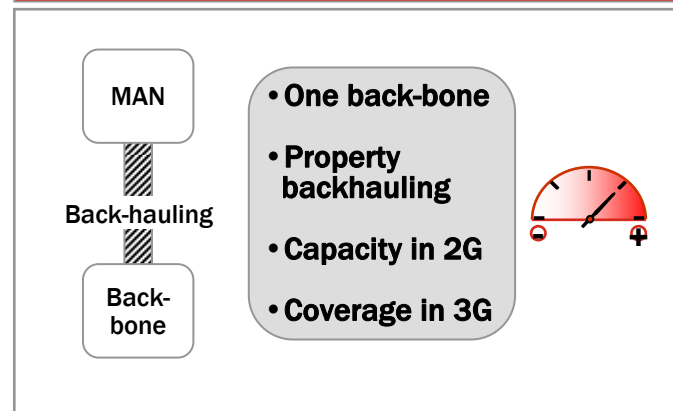 MAN
Back-hauling
Back-
bone
• One back-bone
• Property
backhauling
• Capacity in 2G
• Coverage in 3G
- +